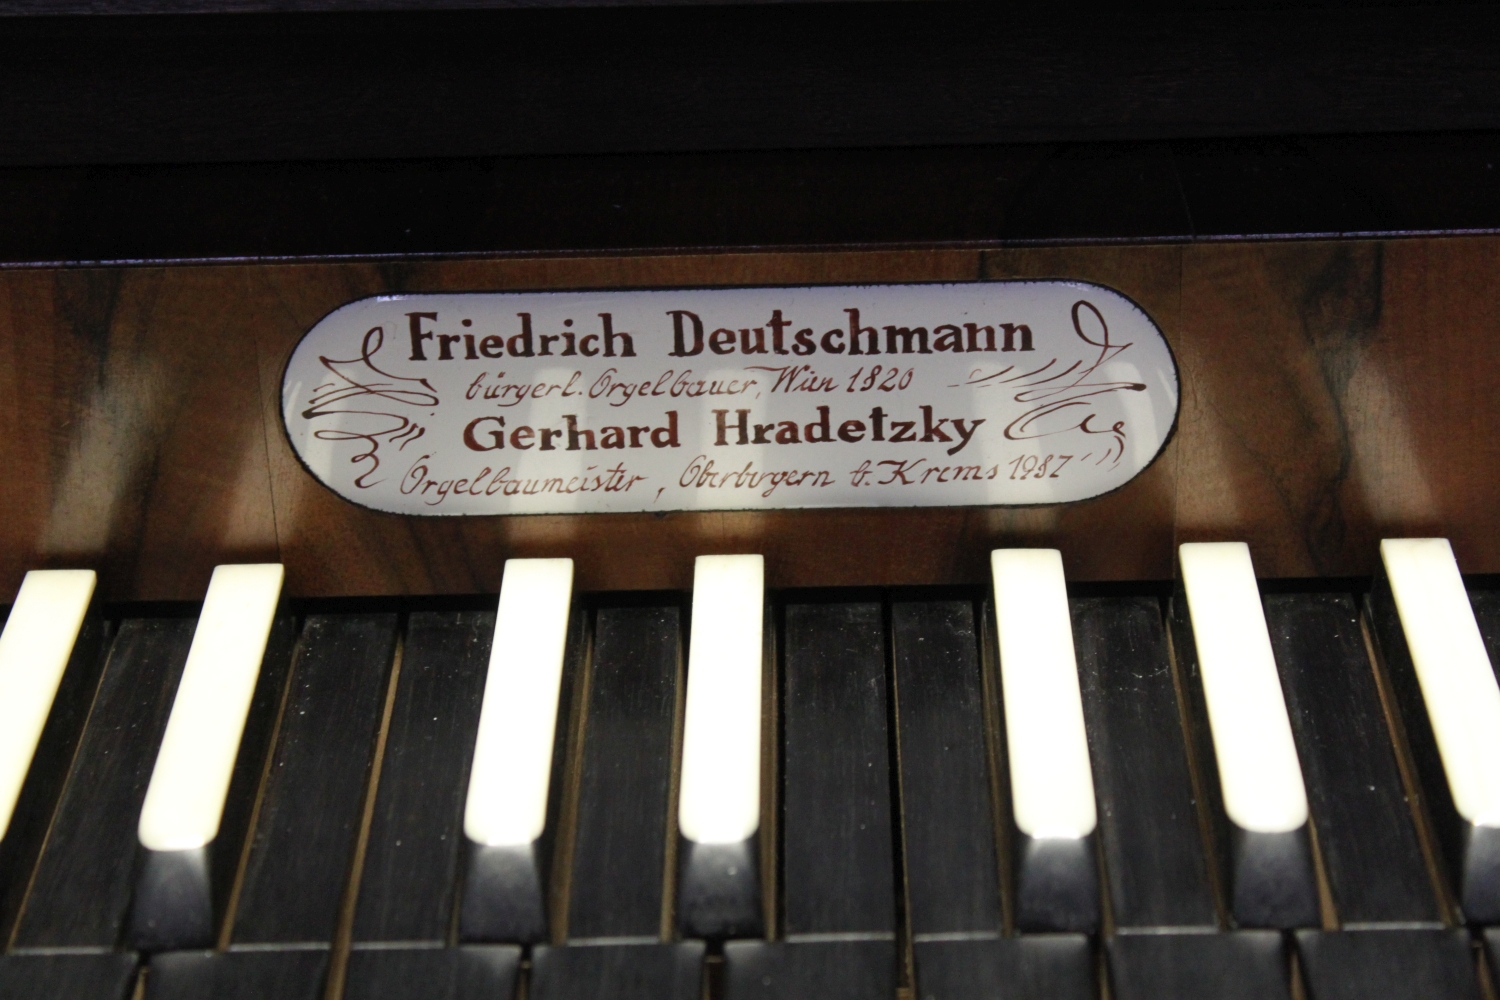 Friedrich Deutschmann
bürgerl. Orgelbauer, Wien 1820
Gerhard Hradetzky
Orgelbaumeister, Oberbergern b. Krems 1987